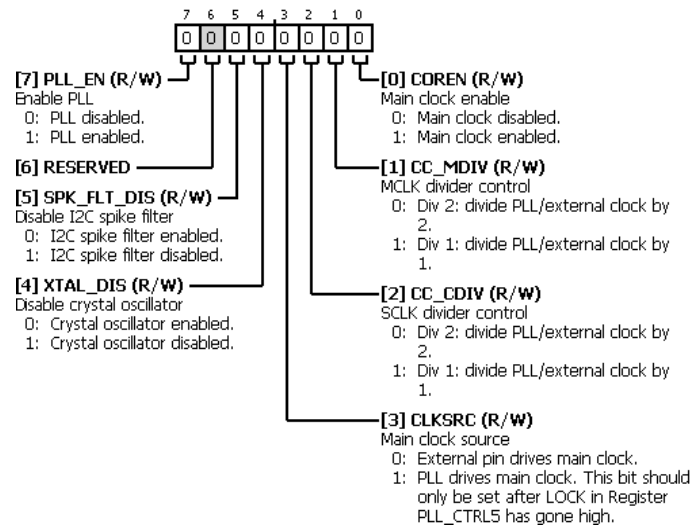 7 6 5 4 3 2 1 0
0 0 0 0 0 0 0 0
[7] PLL_EN (R/W)
Enable PLL
0: PLL disabled.
1: PLL enabled.
[6] RESERVED
[5] SPK_FLT_DIS (R/W)
Disable I2C spike filter
0: I2C spike filter enabled.
1: I2C spike filter disabled.
[4] XTAL_DIS (R/W)
Disable crystal oscillator
0: Crystal oscillator enabled.
1: Crystal oscillator disabled.
[0] COREN (R/W)
Main clock enable
0: Main clock disabled.
1: Main clock enabled.
[1] CC_MDIV (R/W)
MCLK divider control
0: Div 2: divide PLL/external clock by
2.
1: Div 1: divide PLL/external clock by
1.
[2] CC_CDIV (R/W)
SCLK divider control
0: Div 2: divide PLL/external clock by
2.
1: Div 1: divide PLL/external clock by
1.
[3] CLKSRC (R/W)
Main clock source
0: External pin drives main clock.
1: PLL drives main clock. This bit should
only be set after LOCK in Register
PLL_CTRL5 has gone high.